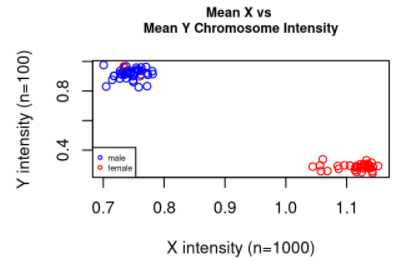 Mean X vs
Mean Y Chromosome Intensity
Y intensity (n=100)
0.8
0.4
male
female
0.7 0.8 0.9 1.0 1.1
X intensity (n=1000)